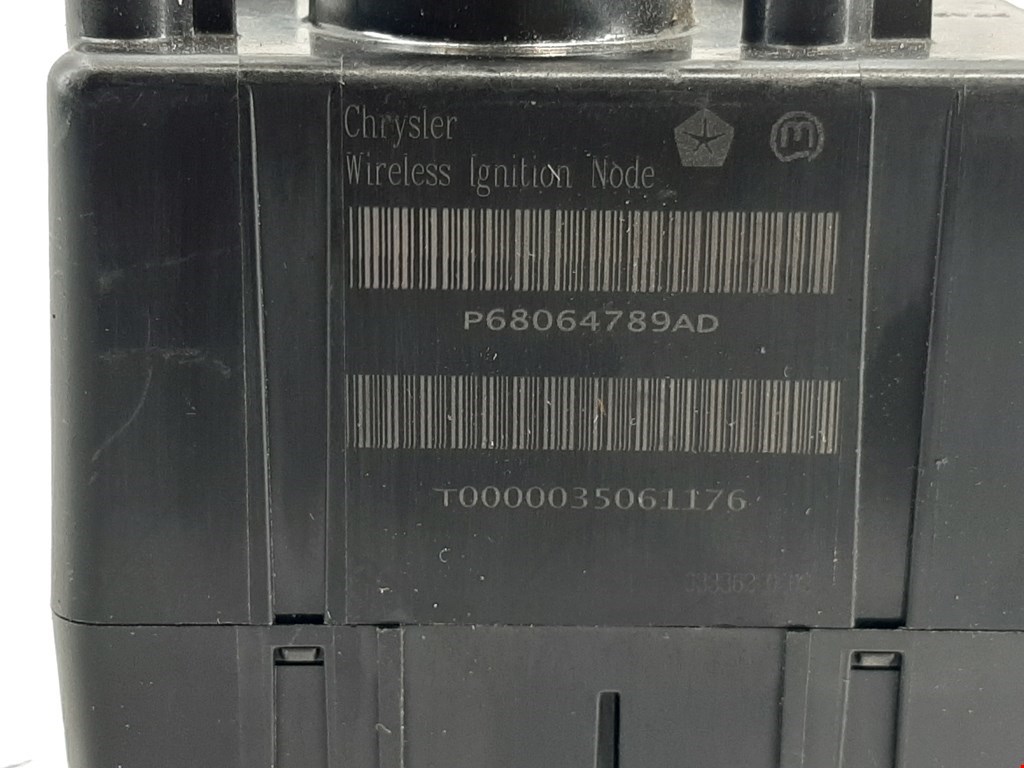 Chrysler
Wireless Ignition Node
P68064789AD
T0000035061176